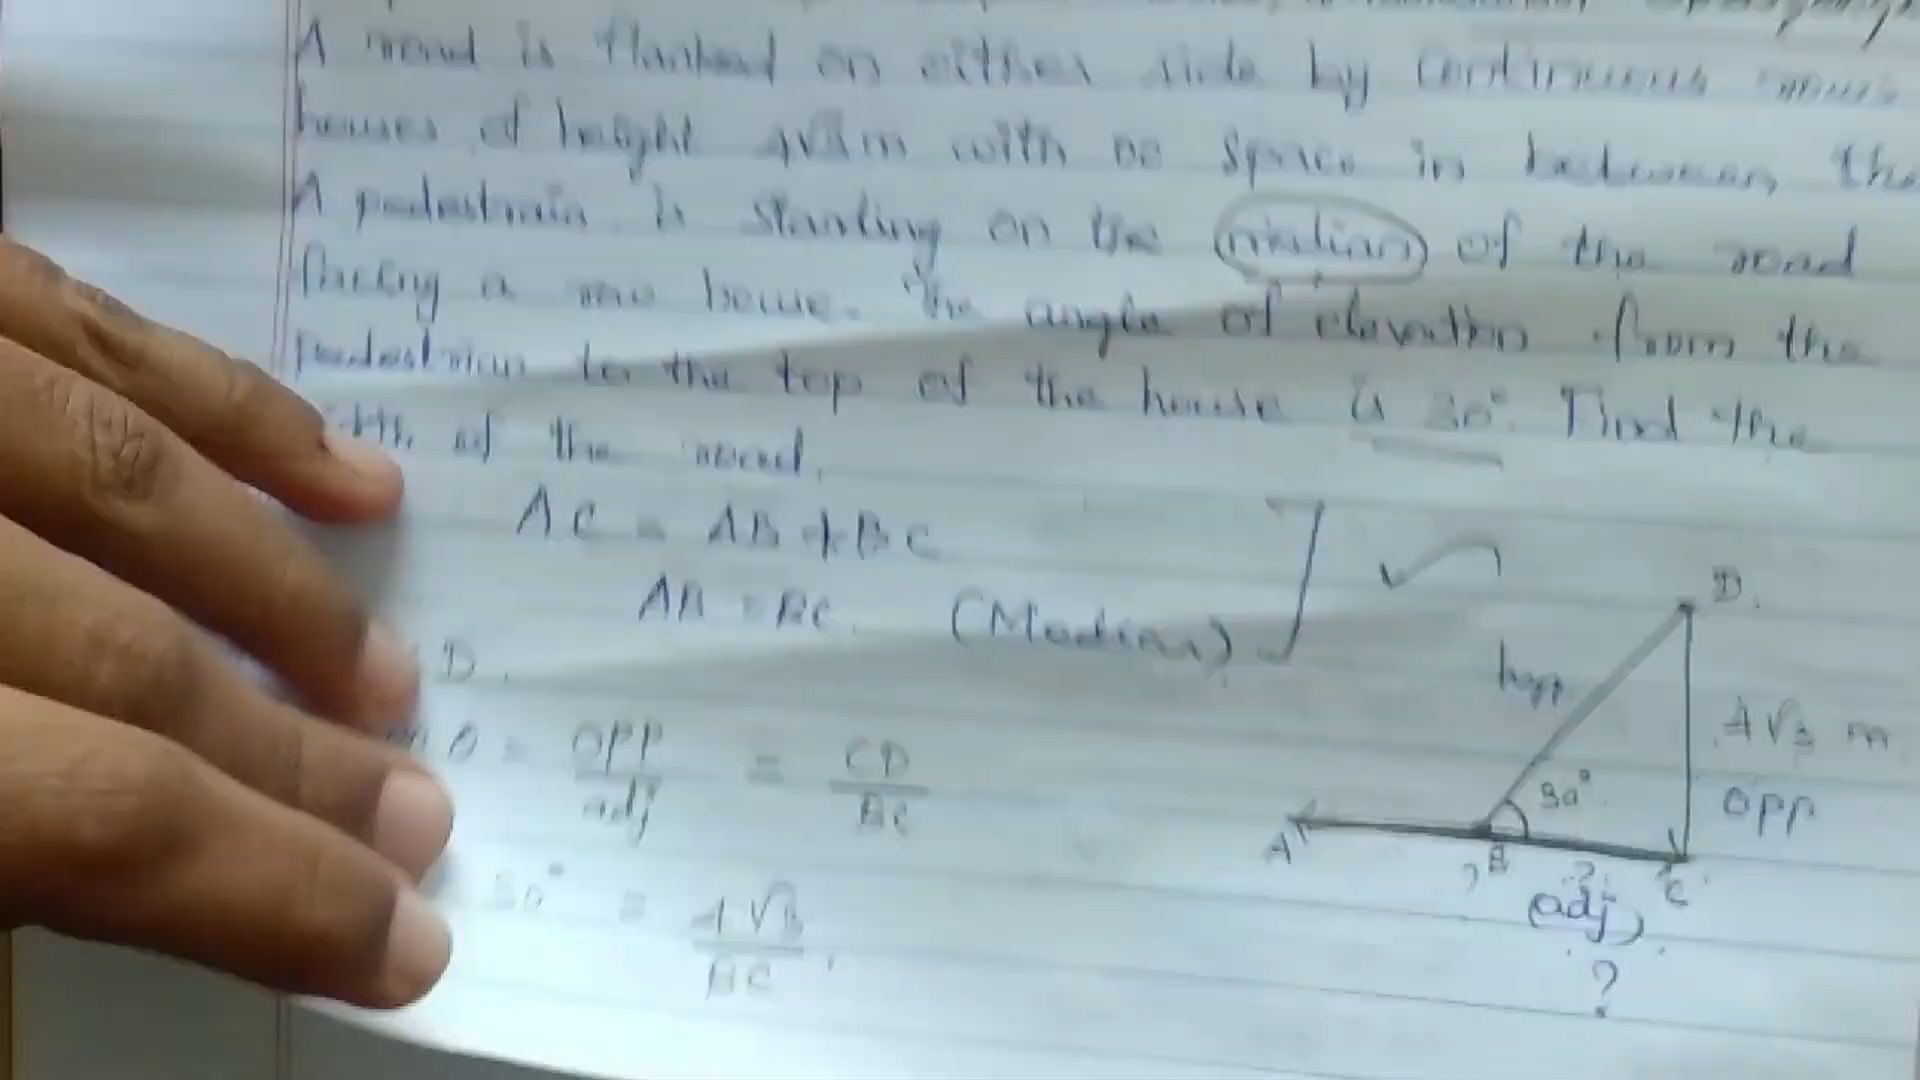 A road is flanked on either side by continuous rows
houses of height 4√3 m with no space in between the
A pedestrain is standing on the median of the road
facing a row house. The angle of elevation from the
pedestrian to the top of the house is 30°. Find the
of the road.
AC = AB + BC
AB = BC. (Median)
D.
D.
hyp
θ = opp/adj = CD/BC
4√3 m
opp
30°
A
? B
?
C
(adj)
30° = 4√3/BC
?